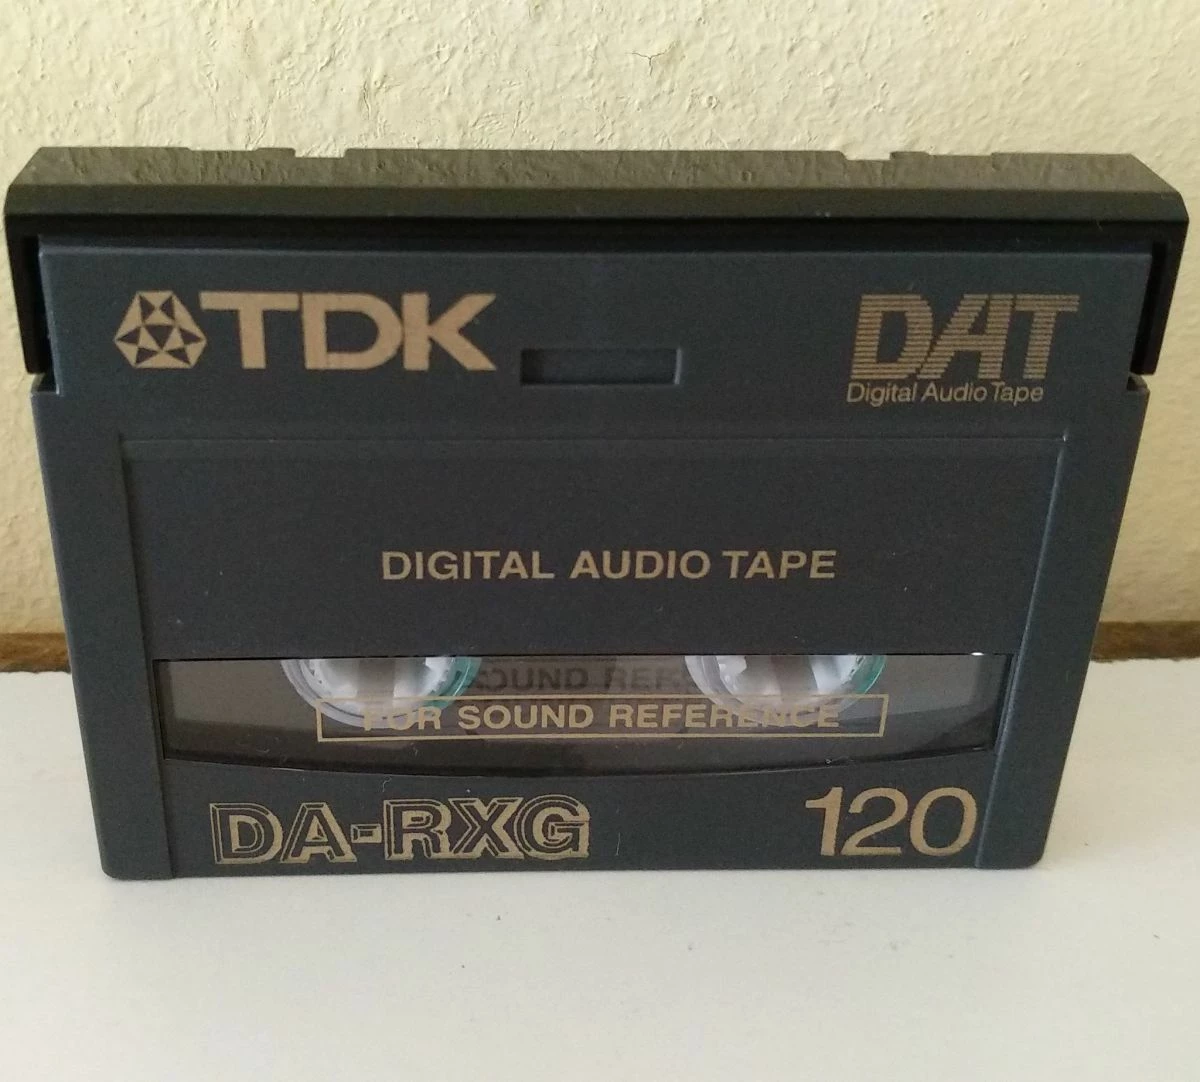 TDK
DAT
Digital Audio Tape
DIGITAL AUDIO TAPE
FOR SOUND REFERENCE
DA-RXG
120